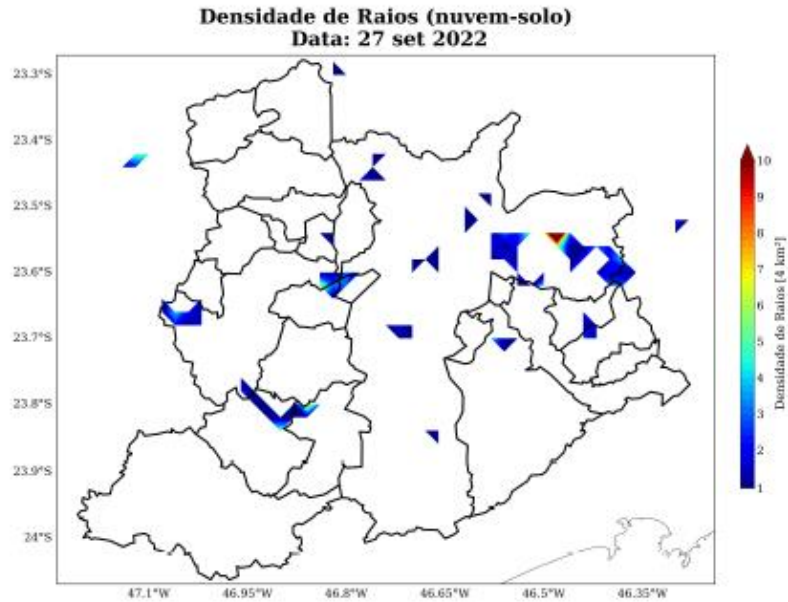 Densidade de Raios (nuvem-solo)
Data: 27 set 2022
23.3°S
23.4°S
23.5°S
23.6°S
23.7°S
23.8°S
23.9°S
24°S
47.1°W
46.95°W
46.8°W
46.65°W
46.5°W
46.35°W
10
9
8
7
6
5
4
3
2
1
Densidade de Raios [4 km²]